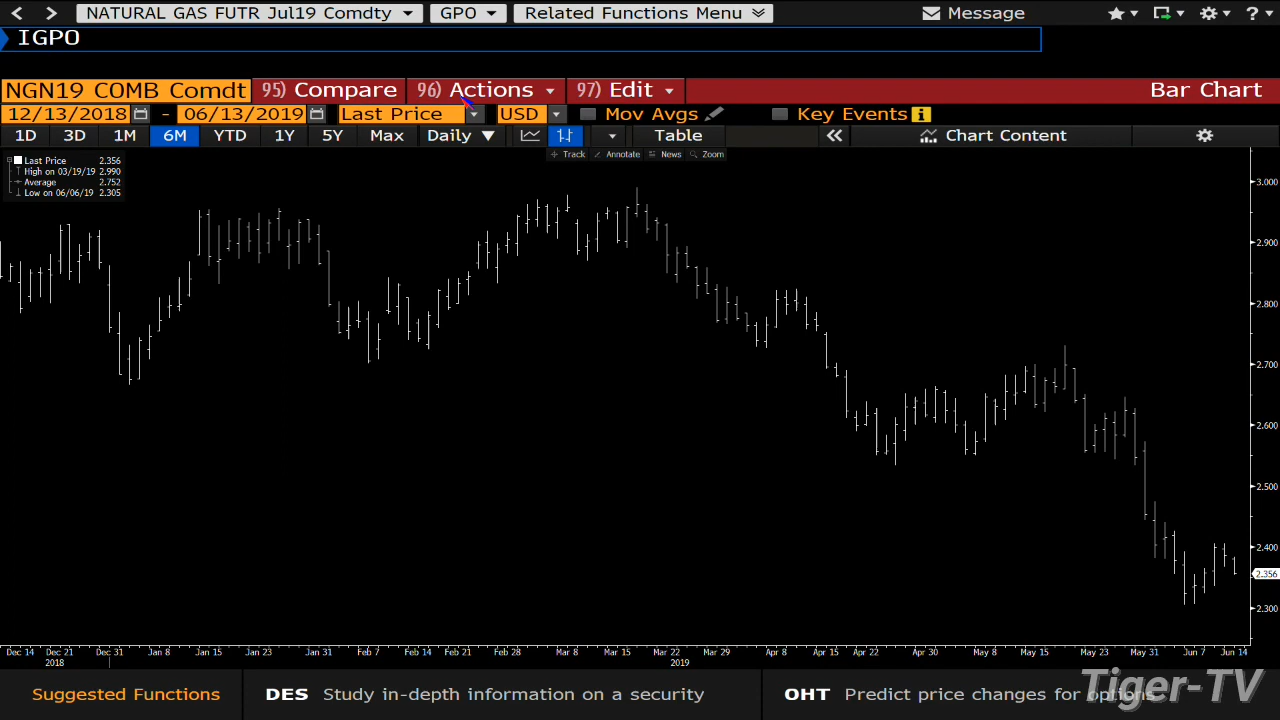 NATURAL GAS FUTR Jul19 Comdty GPO Related Functions Menu Message ?
IGPO
NGN19 COMB Comdt 95) Compare 96) Actions 97) Edit Bar Chart
12/13/2018 - 06/13/2019 Last Price USD Mov Avgs Key Events i
1D 3D 1M 6M YTD 1Y 5Y Max Daily Table Chart Content
Track Annotate News Zoom
Last Price 2.356
High on 03/19/19 2.990
Average 2.752
Low on 06/06/19 2.305
3.000
2.900
2.800
2.700
2.600
2.500
2.400
2.356
2.300
Dec 14 Dec 21 Dec 31 Jan 8 Jan 15 Jan 23 Jan 31 Feb 7 Feb 14 Feb 21 Feb 28 Mar 8 Mar 15 Mar 22 Mar 29 Apr 8 Apr 15 Apr 22 Apr 30 May 8 May 15 May 23 May 31 Jun 7 Jun 14
2018 2019
Suggested Functions DES Study in-depth information on a security OHT Predict price changes for options
Tiger-TV